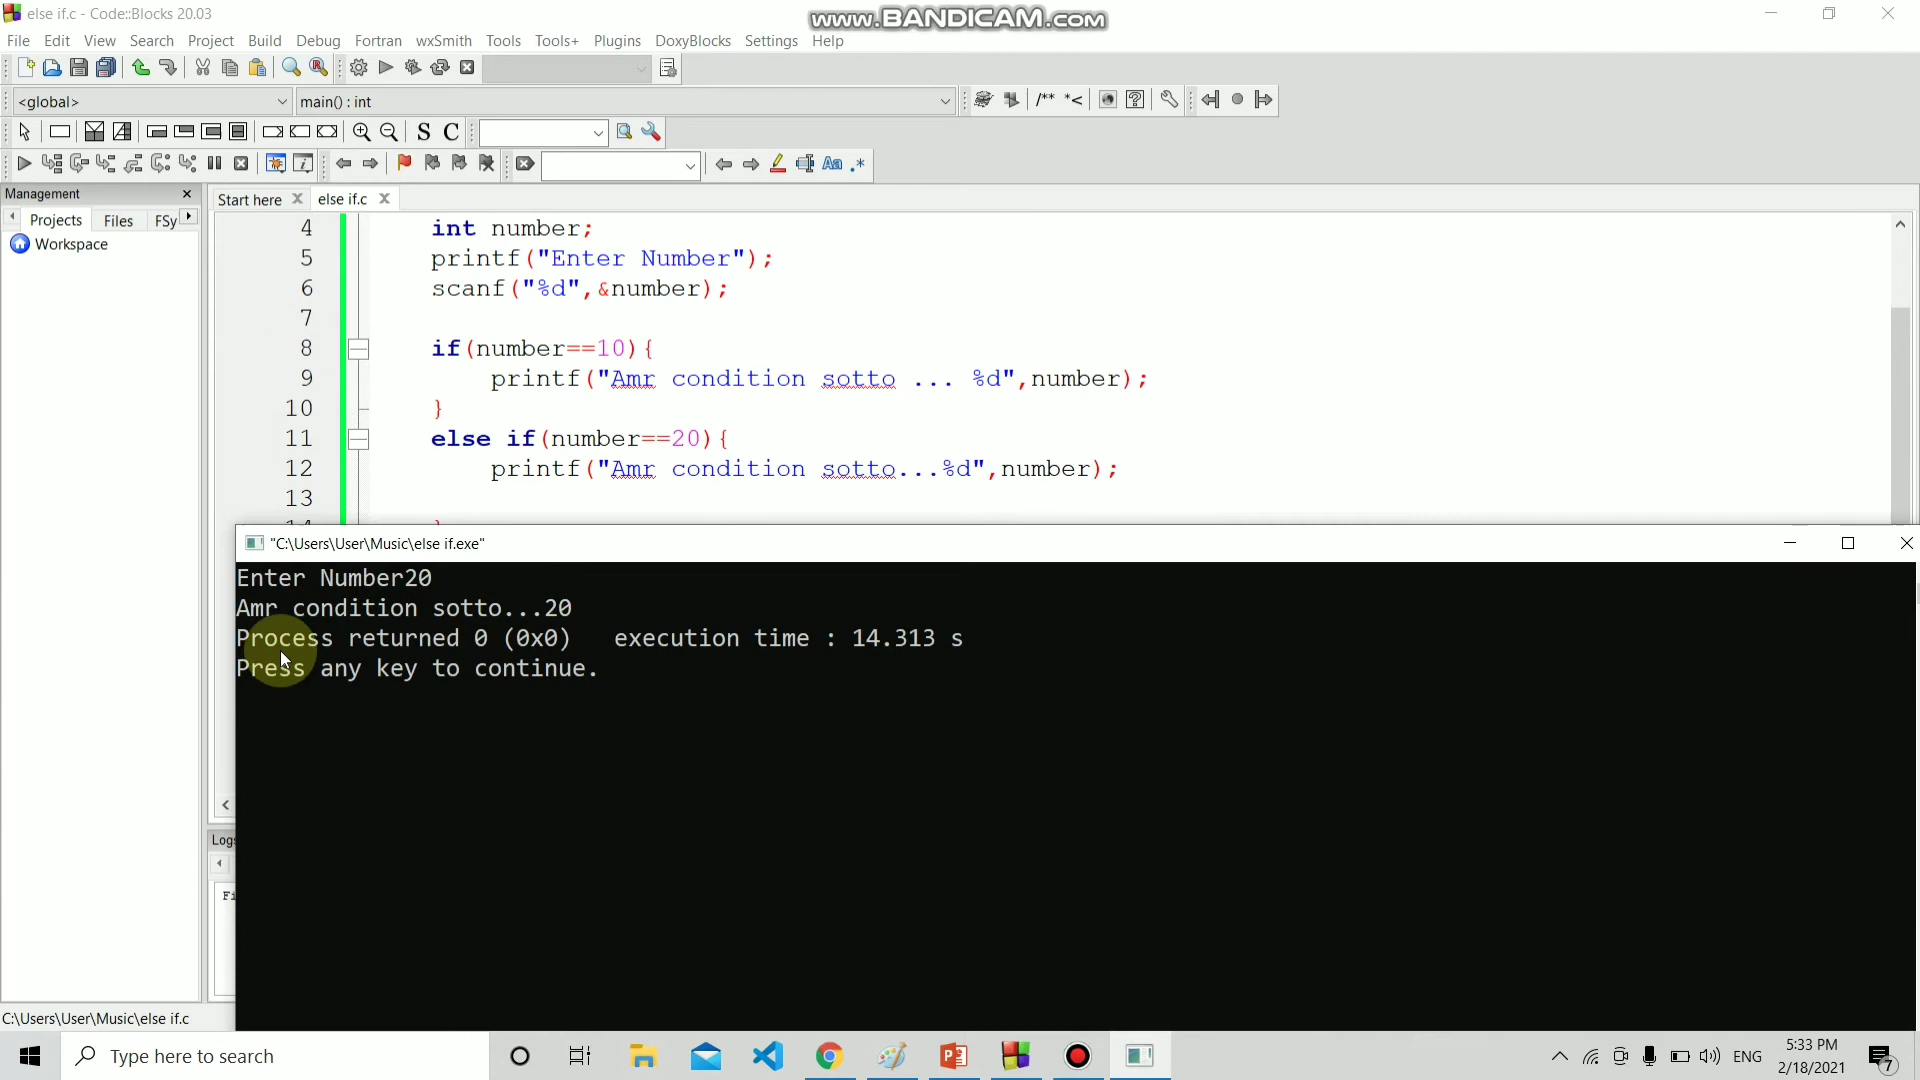 else if.c - Code::Blocks 20.03
www.BANDICAM.com
File Edit View Search Project Build Debug Fortran wxSmith Tools Tools+ Plugins DoxyBlocks Settings Help
<global> main() : int
/** *<
S C
Aa .*
Management
Start here else if.c
Projects Files FSy
Workspace
4 int number;
5 printf("Enter Number");
6 scanf("%d",&number);
7
8 if(number==10){
9 printf("Amr condition sotto ... %d",number);
10 }
11 else if(number==20){
12 printf("Amr condition sotto...%d",number);
13
"C:\Users\User\Music\else if.exe"
Enter Number20
Amr condition sotto...20
Process returned 0 (0x0) execution time : 14.313 s
Press any key to continue.
Logs
Fi
C:\Users\User\Music\else if.c
Type here to search
ENG
5:33 PM
2/18/2021
7